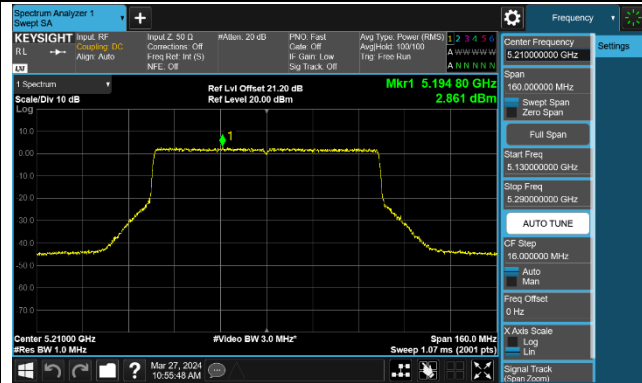 Spectrum Analyzer 1
Swept SA
Frequency
KEYSIGHT
RL
LXI
Input: RF
Coupling: DC
Align: Auto
Input Z: 50 Ω
Corrections: Off
Freq Ref: Int (S)
NFE: Off
#Atten: 20 dB
PNO: Fast
Gate: Off
IF Gain: Low
Sig Track: Off
Avg Type: Power (RMS)
Avg|Hold: 100/100
Trig: Free Run
1 2 3 4 5 6
A W W W W W
A N N N N N
1 Spectrum
Scale/Div 10 dB
Log
Ref Lvl Offset 21.20 dB
Ref Level 20.00 dBm
Mkr1 5.194 80 GHz
2.861 dBm
1
10.0
0.00
-10.0
-20.0
-30.0
-40.0
-50.0
-60.0
-70.0
Center 5.21000 GHz
#Res BW 1.0 MHz
#Video BW 3.0 MHz*
Span 160.0 MHz
Sweep 1.07 ms (2001 pts)
Center Frequency
5.210000000 GHz
Settings
Span
160.000000 MHz
Swept Span
Zero Span
Full Span
Start Freq
5.130000000 GHz
Stop Freq
5.290000000 GHz
AUTO TUNE
CF Step
16.000000 MHz
Auto
Man
Freq Offset
0 Hz
X Axis Scale
Log
Lin
Signal Track
(Span Zoom)
?
Mar 27, 2024
10:55:48 AM